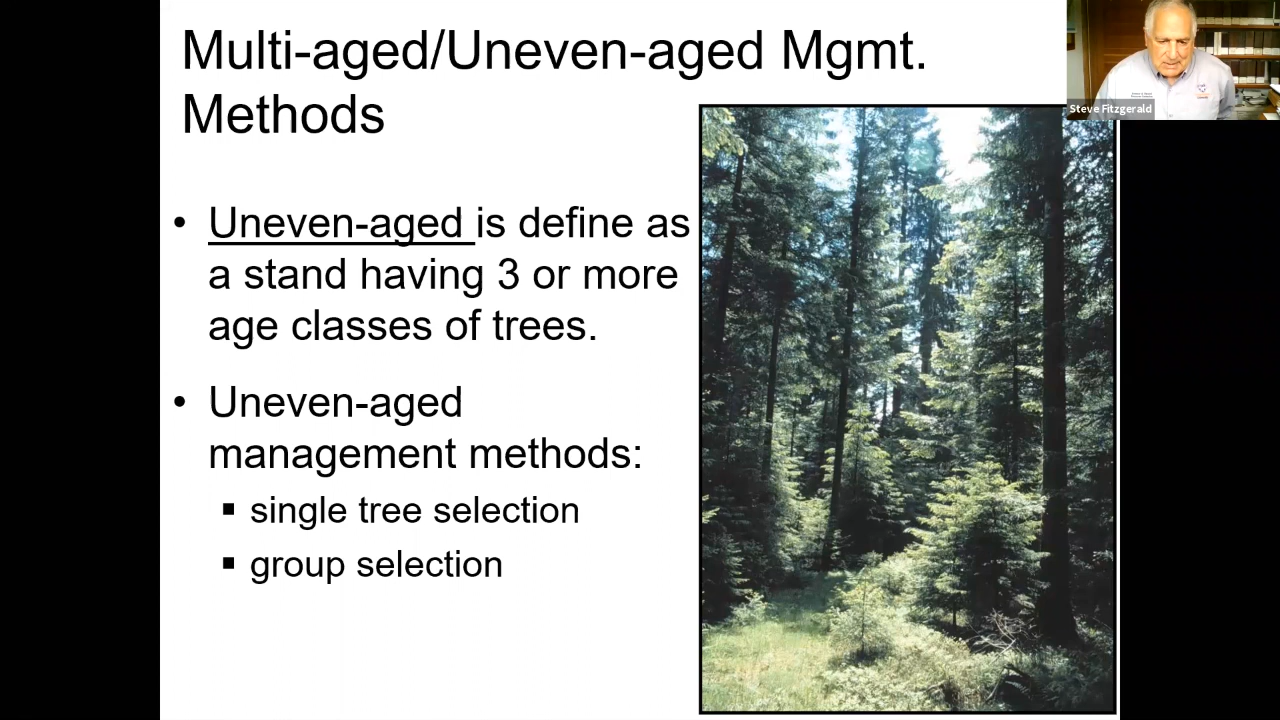 Multi-aged/Uneven-aged Mgmt.
Methods
Steve Fitzgerald
• Uneven-aged is define as
a stand having 3 or more
age classes of trees.
• Uneven-aged
management methods:
▪ single tree selection
▪ group selection